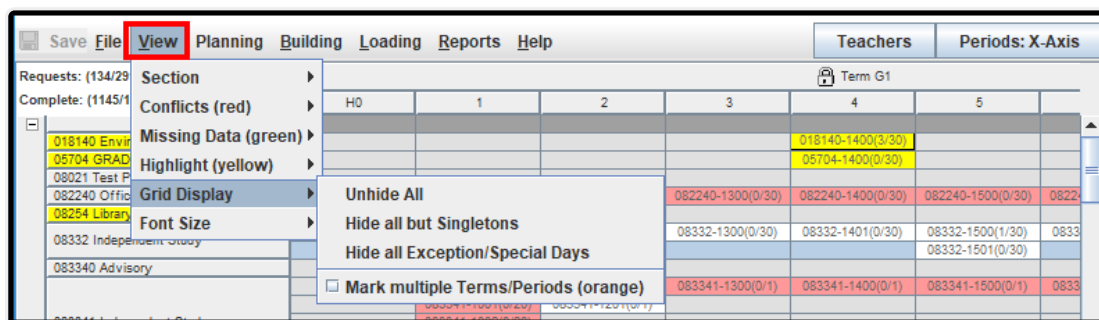 Save File View Planning Building Loading Reports Help Teachers Periods: X-Axis
Requests: (134/29 Section Term G1
Complete: (1145/1 Conflicts (red) H0 1 2 3 4 5
Missing Data (green)
018140 Envir 018140-1400(3/30)
05704 GRAD Highlight (yellow) 05704-1400(0/30)
08021 Test P
082240 Offic Grid Display Unhide All 082240-1300(0/30) 082240-1400(0/30) 082240-1500(0/30) 0822
08254 Library Font Size Hide all but Singletons
08332 Independent Study 08332-1300(0/30) 08332-1401(0/30) 08332-1500(1/30) 0833
Hide all Exception/Special Days 08332-1501(0/30)
083340 Advisory
Mark multiple Terms/Periods (orange) 083341-1300(0/1) 083341-1400(0/1) 083341-1500(0/1) 0833